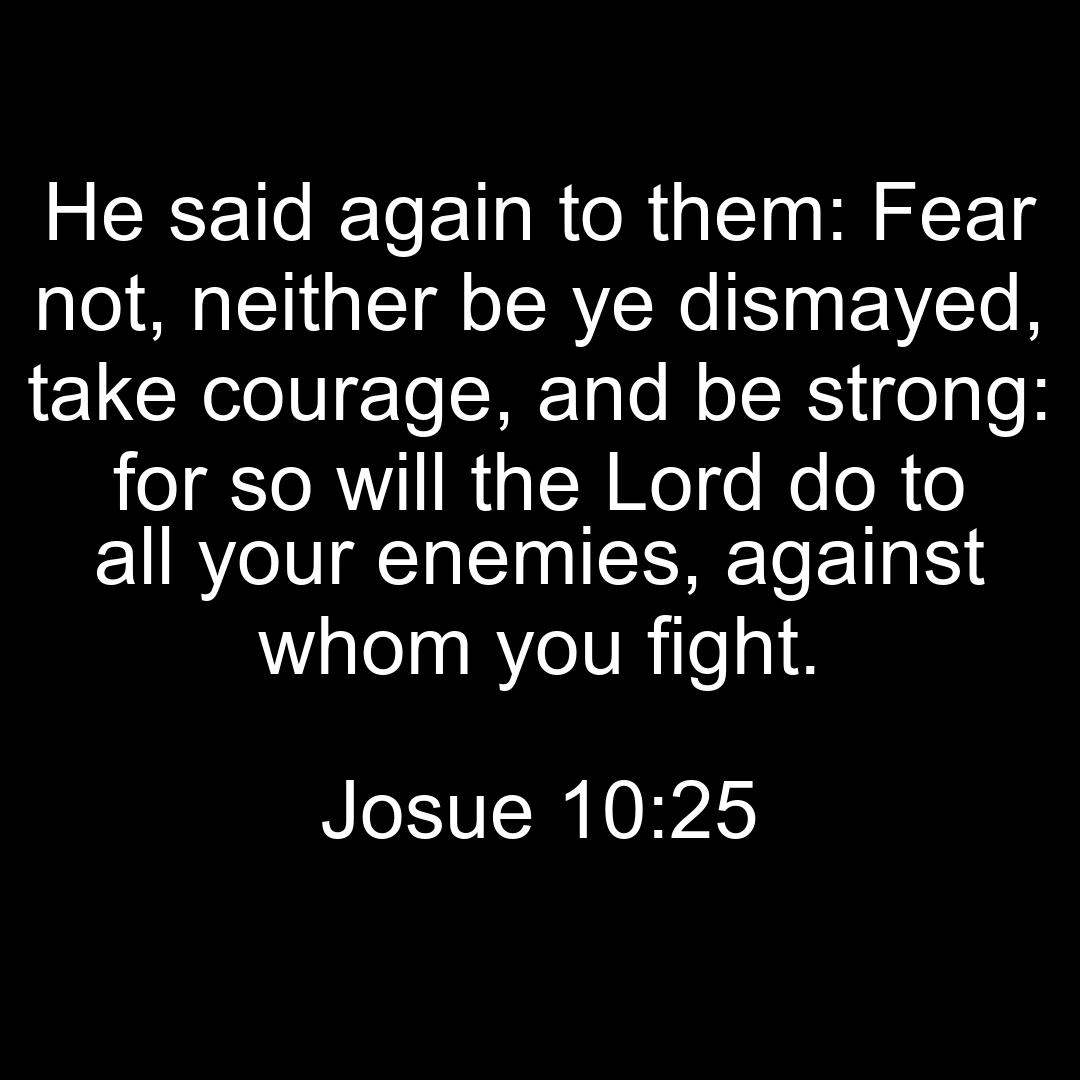 He said again to them: Fear
not, neither be ye dismayed,
take courage, and be strong:
for so will the Lord do to
all your enemies, against
whom you fight.
Josue 10:25